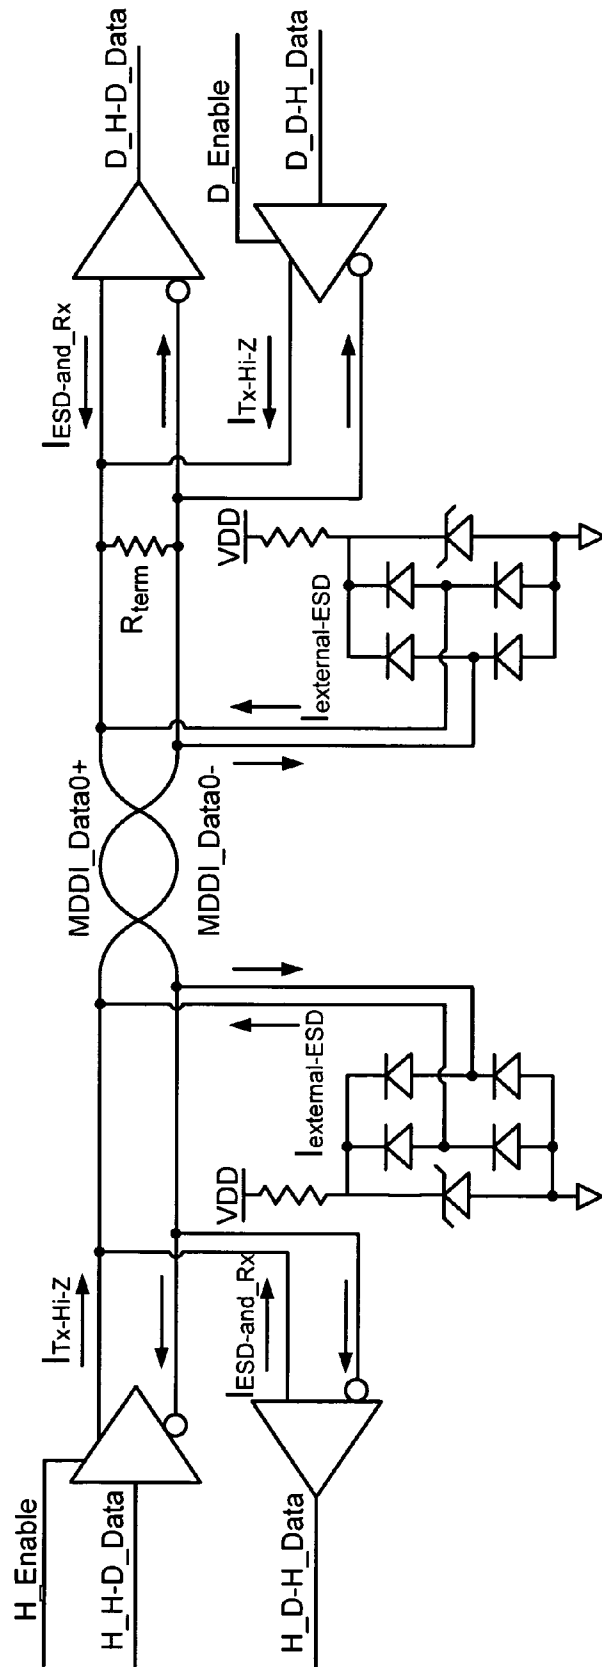 H_Enable
H_H-D_Data
H_D-H_Data
ITx-Hi-Z
IESD-and_Rx
VDD
Iexternal-ESD
MDDI_Data0+
MDDI_Data0-
Rterm
Iexternal-ESD
VDD
IESD-and_Rx
ITx-Hi-Z
D_H-D_Data
D_Enable
D_D-H_Data